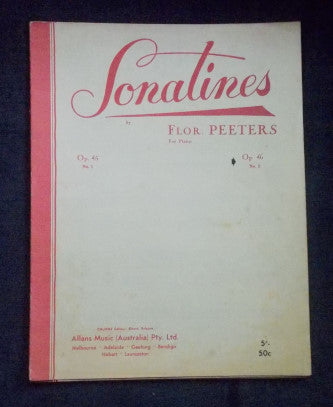 Sonatines
by
FLOR. PEETERS
For Piano
Op. 45 Op. 46
No. 1 No. 2
Allans Music (Australia) Pty. Ltd.
Melbourne - Adelaide - Geelong - Bendigo
Hobart - Launceston
5'-
50c